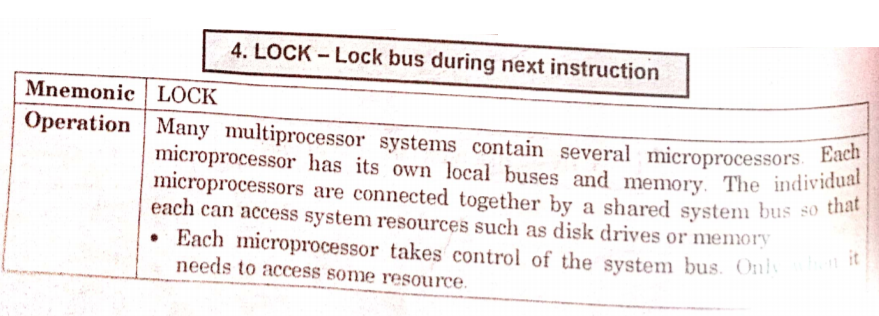 4. LOCK – Lock bus during next instruction
Mnemonic LOCK
Operation Many multiprocessor systems contain several microprocessors. Each
microprocessor has its own local buses and memory. The individual
microprocessors are connected together by a shared system bus so that
each can access system resources such as disk drives or memory
• Each microprocessor takes control of the system bus. Only when it
needs to access some resource.